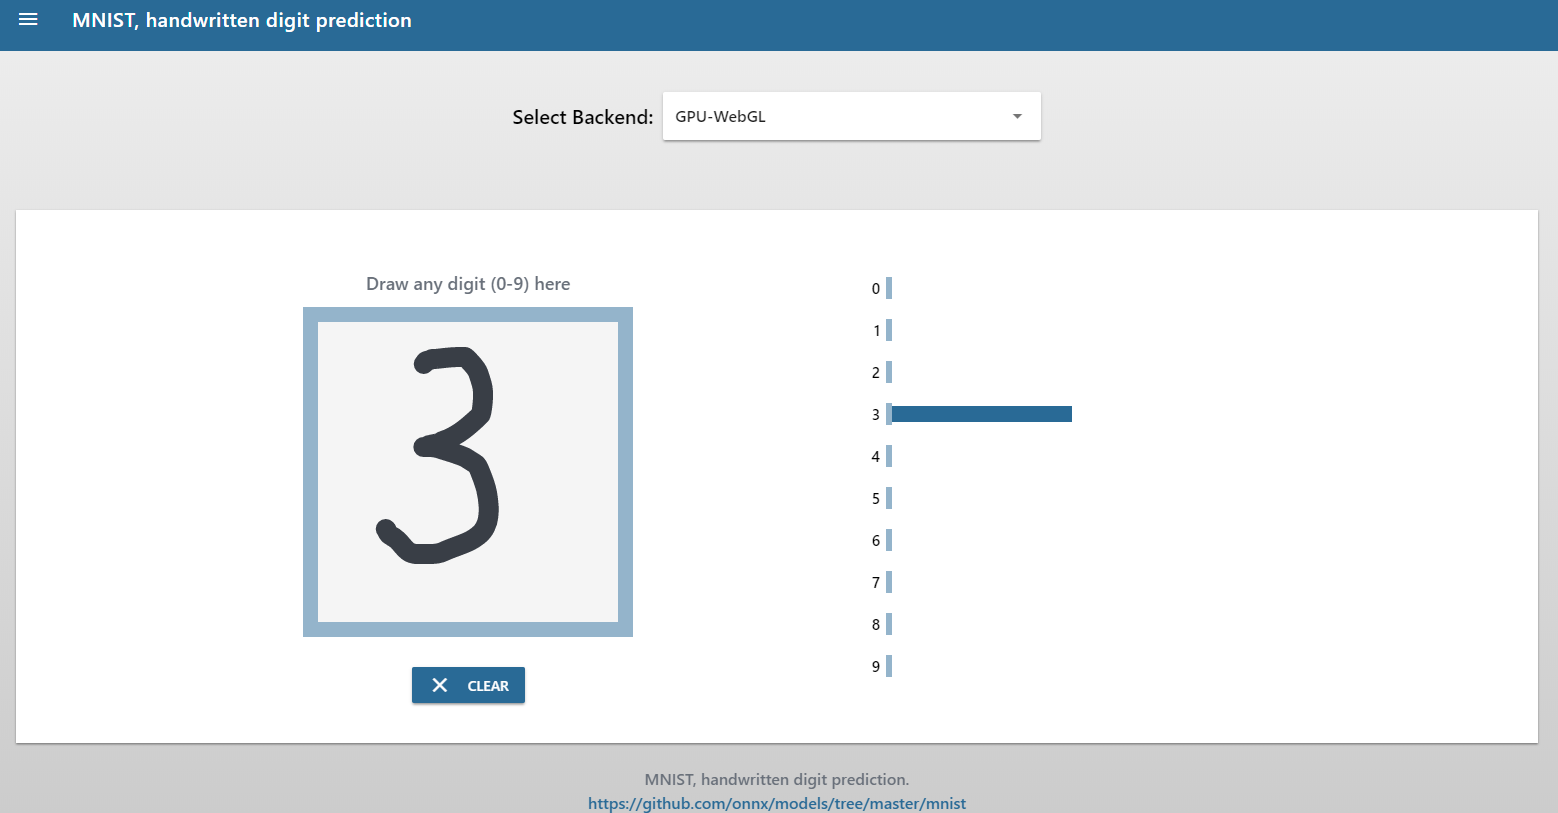 MNIST, handwritten digit prediction
Select Backend: GPU-WebGL
Draw any digit (0-9) here
3
CLEAR
0
1
2
3
4
5
6
7
8
9
MNIST, handwritten digit prediction.
https://github.com/onnx/models/tree/master/mnist